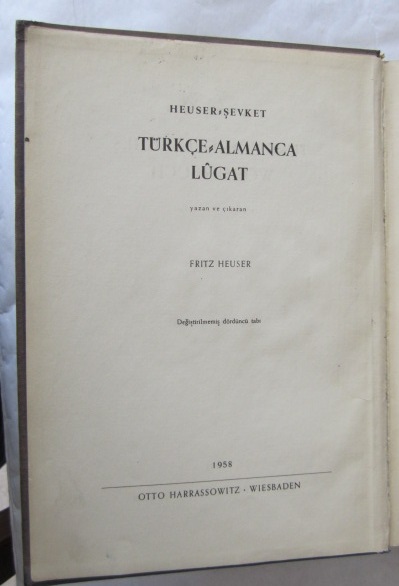 HEUSER-ŞEVKET
TÜRKÇE-ALMANCA
LÛGAT
yazan ve çıkaran
FRITZ HEUSER
Değiştirilmemiş dördüncü tabı
1958
OTTO HARRASSOWITZ - WIESBADEN